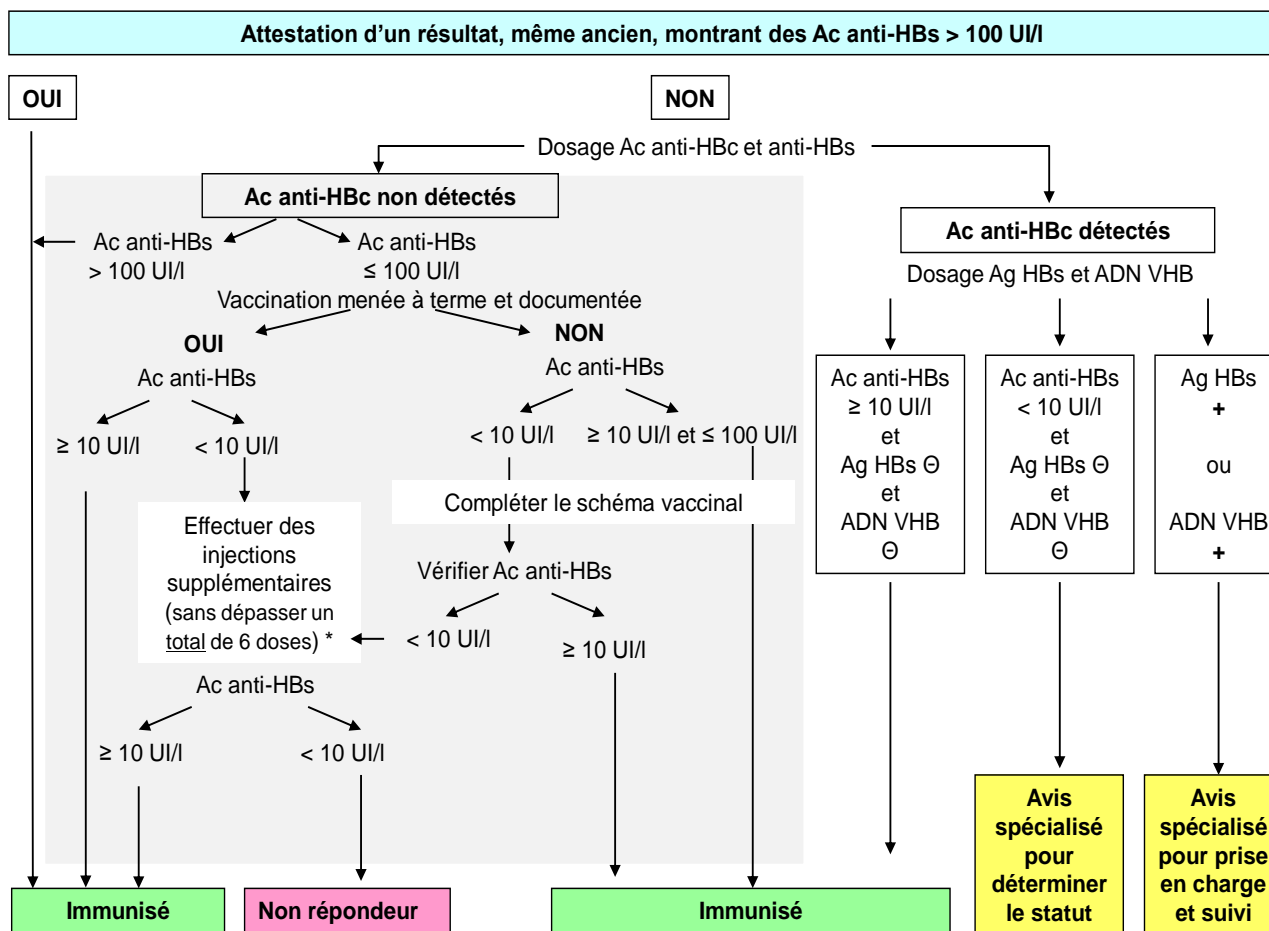 Attestation d’un résultat, même ancien, montrant des Ac anti-HBs > 100 UI/l
OUI
NON
Dosage Ac anti-HBc et anti-HBs
Ac anti-HBc non détectés
Ac anti-HBs
> 100 UI/l
Ac anti-HBs
≤ 100 UI/l
Vaccination menée à terme et documentée
OUI
Ac anti-HBs
≥ 10 UI/l
< 10 UI/l
Effectuer des
injections
supplémentaires
(sans dépasser un
total de 6 doses) *
Ac anti-HBs
≥ 10 UI/l
< 10 UI/l
NON
Ac anti-HBs
< 10 UI/l
≥ 10 UI/l et ≤ 100 UI/l
Compléter le schéma vaccinal
Vérifier Ac anti-HBs
< 10 UI/l
≥ 10 UI/l
Ac anti-HBc détectés
Dosage Ag HBs et ADN VHB
Ac anti-HBs
≥ 10 UI/l
et
Ag HBs Θ
et
ADN VHB
Θ
Ac anti-HBs
< 10 UI/l
et
Ag HBs Θ
et
ADN VHB
Θ
Ag HBs
+
ou
ADN VHB
+
Immunisé
Non répondeur
Immunisé
Avis
spécialisé
pour
déterminer
le statut
Avis
spécialisé
pour prise
en charge
et suivi